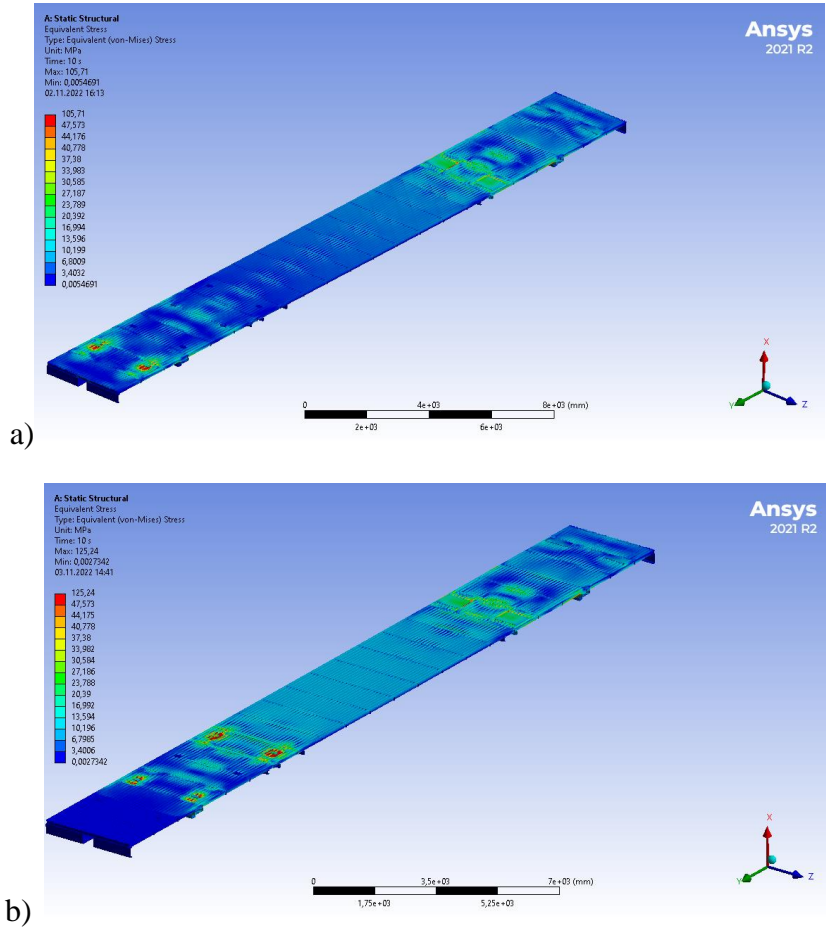 A: Static Structural
Equivalent Stress
Type: Equivalent (von-Mises) Stress
Unit: MPa
Time: 10 s
Max: 105,71
Min: 0,0054691
02.11.2022 16:13
105,71
47,573
44,176
40,778
37,38
33,983
30,585
27,187
23,789
20,392
16,994
13,596
10,199
6,8009
3,4032
0,0054691
Ansys
2021 R2
0 4e+03 8e+03 (mm)
2e+03 6e+03
X
Y Z
a)
A: Static Structural
Equivalent Stress
Type: Equivalent (von-Mises) Stress
Unit: MPa
Time: 10 s
Max: 125,24
Min: 0,0027342
03.11.2022 14:41
125,24
47,573
44,175
40,778
37,38
33,982
30,584
27,186
23,788
20,39
16,992
13,594
10,196
6,7985
3,4006
0,0027342
Ansys
2021 R2
0 3,5e+03 7e+03 (mm)
1,75e+03 5,25e+03
X
Y Z
b)